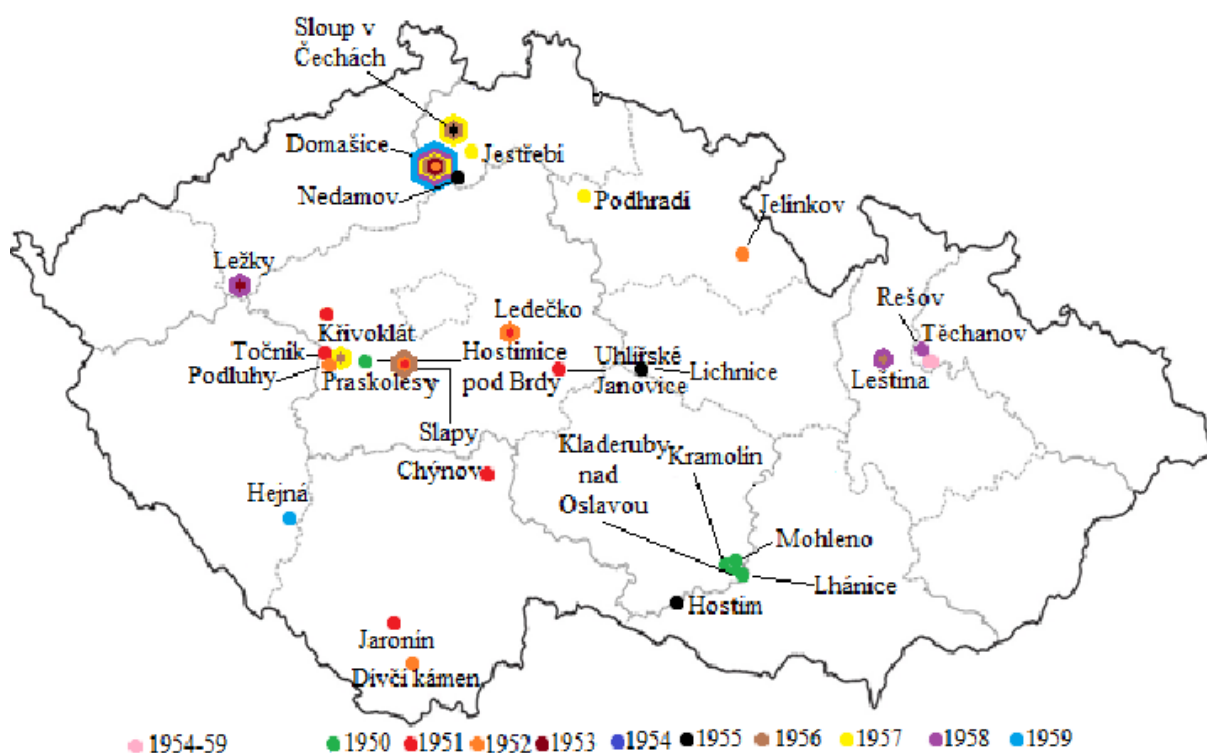 Sloup v
Čechách
Domašice
Jestřebí
Nedamov
Podhradí
Jelínkov
Ležky
Rešov
Těchanov
Ledečko
Křivoklát
Točník
Hostimice
pod Brdy
Uhlířské
Janovice
Lichnice
Podluhy
Praskolesy
Leština
Slapy
Chýnov
Kladeruby
nad
Oslavou
Kramolín
Hejná
Mohleno
Lhánice
Hostim
Jaronín
Dívčí kámen
1954-59 1950 1951 1952 1953 1954 1955 1956 1957 1958 1959